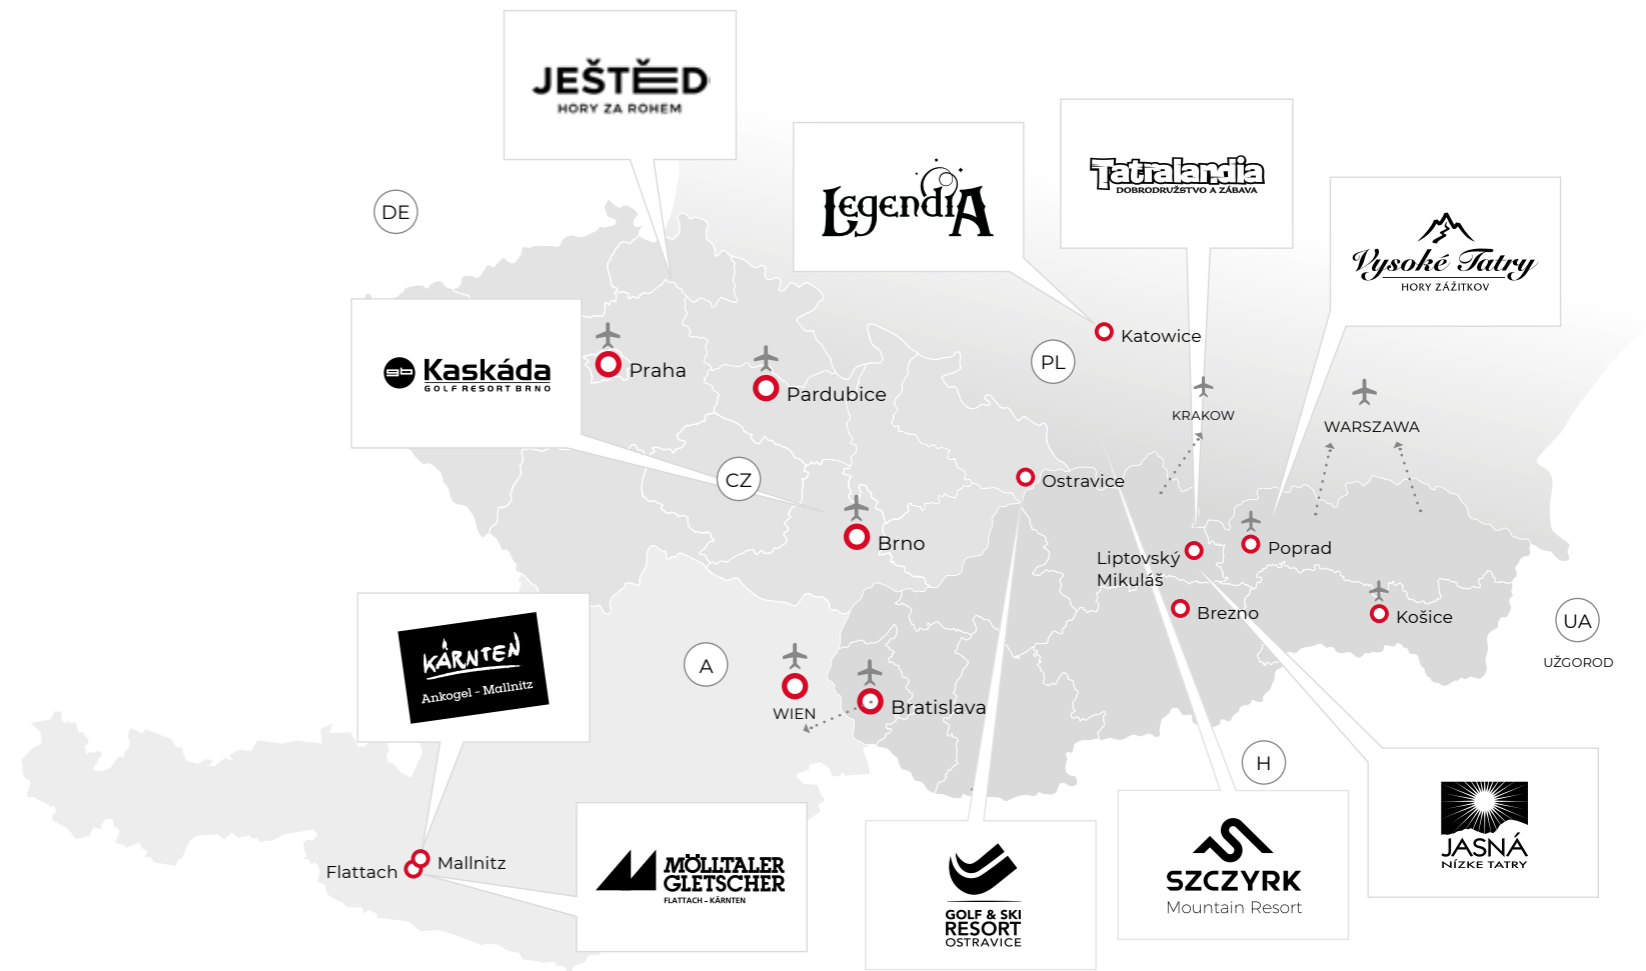 JEŠTĚD
HORY ZA ROHEM
LegendiA
Tatralandia
DOBRODRUŽSTVO A ZÁBAVA
DE
Vysoké Tatry
HORY ZÁŽITKOV
Katowice
PL
gb Kaskáda
GOLF RESORT BRNO
Praha
Pardubice
KRAKOW
WARSZAWA
CZ
Ostravice
Brno
Liptovský
Mikuláš
Poprad
Brezno
Košice
UA
UŽGOROD
KÄRNTEN
Ankogel - Mallnitz
A
WIEN
Bratislava
H
Flattach
Mallnitz
MÖLLTALER
GLETSCHER
FLATTACH – KÄRNTEN
GOLF & SKI
RESORT
OSTRAVICE
SZCZYRK
Mountain Resort
JASNÁ
NÍZKE TATRY